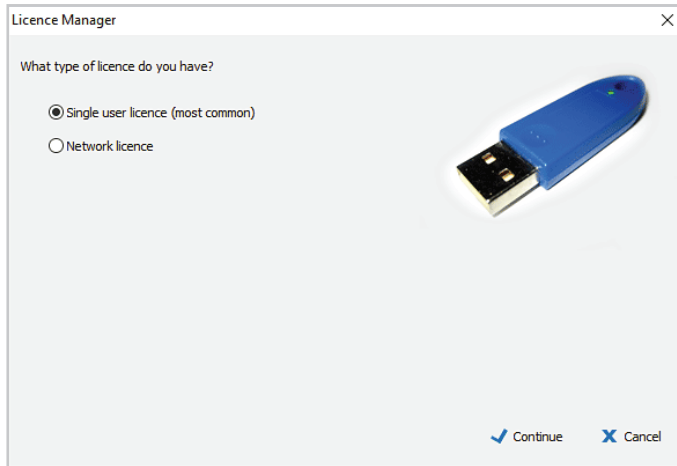 Licence Manager
What type of licence do you have?
Single user licence (most common)
Network licence
Continue
Cancel